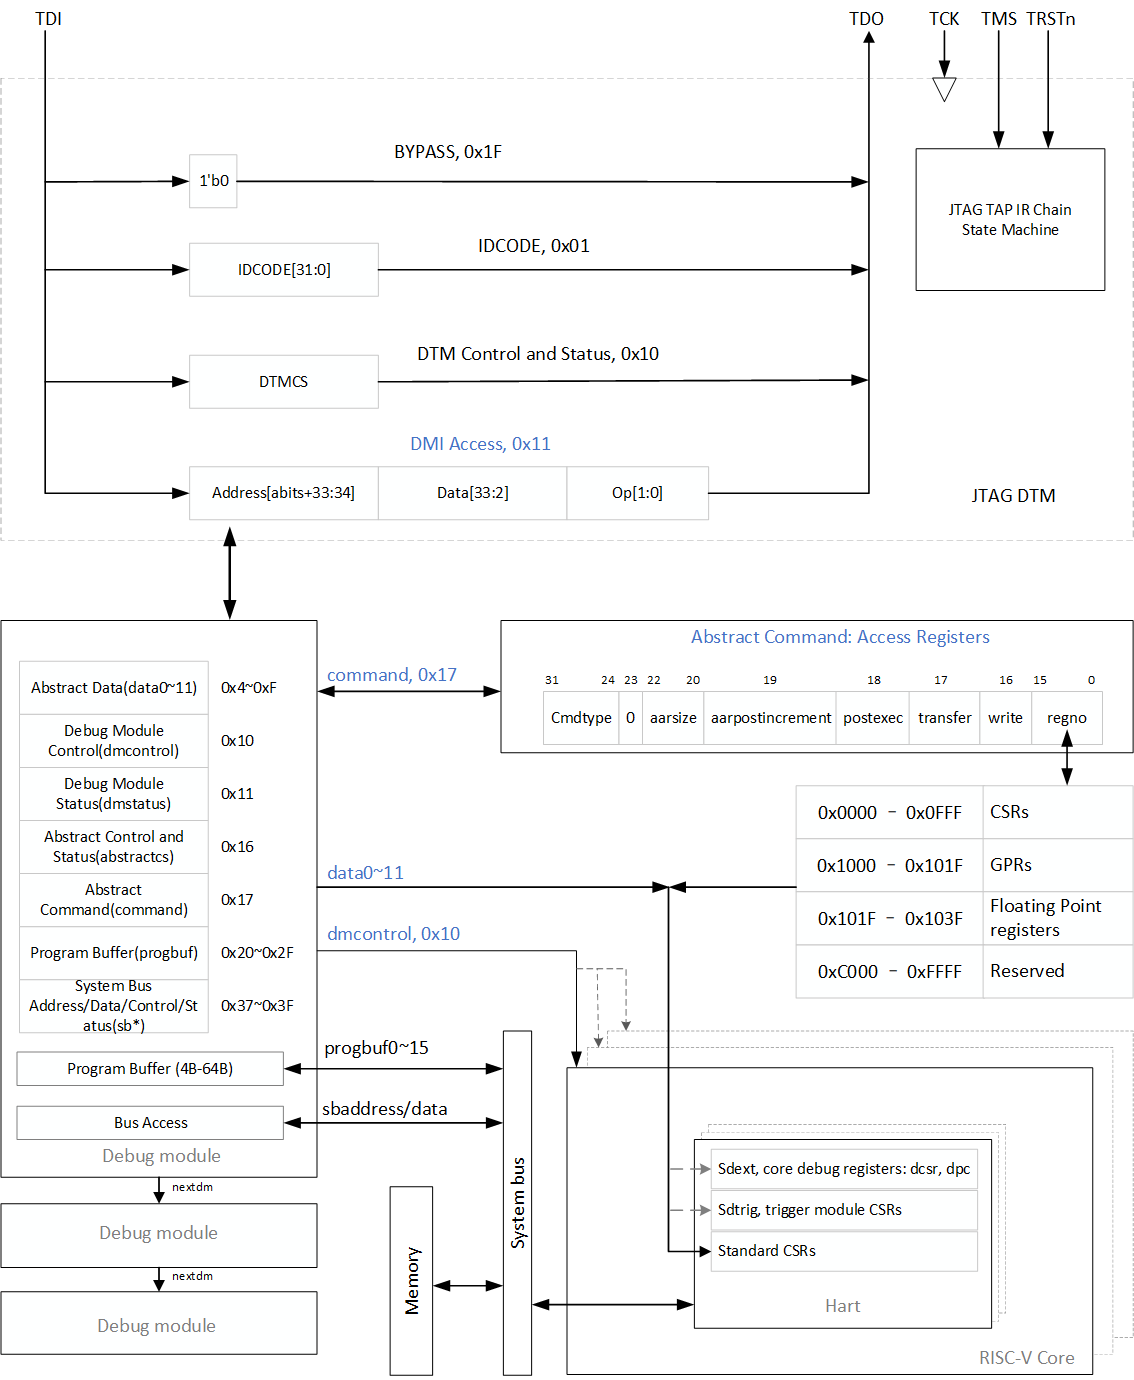 TDI
TDO
TCK
TMS
TRSTn
BYPASS, 0x1F
1'b0
JTAG TAP IR Chain
State Machine
IDCODE, 0x01
IDCODE[31:0]
DTM Control and Status, 0x10
DTMCS
DMI Access, 0x11
Address[abits+33:34]
Data[33:2]
Op[1:0]
JTAG DTM
Abstract Data(data0~11)
0x4~0xF
Debug Module
Control(dmcontrol)
0x10
Debug Module
Status(dmstatus)
0x11
Abstract Control and
Status(abstractcs)
0x16
Abstract
Command(command)
0x17
Program Buffer(progbuf)
0x20~0x2F
System Bus
Address/Data/Control/St
atus(sb*)
0x37~0x3F
Program Buffer (4B-64B)
Bus Access
Debug module
nextdm
Debug module
nextdm
Debug module
command, 0x17
Abstract Command: Access Registers
31
24
23
22
20
19
18
17
16
15
0
Cmdtype
0
aarsize
aarpostincrement
postexec
transfer
write
regno
0x0000 – 0x0FFF
CSRs
0x1000 – 0x101F
GPRs
0x101F – 0x103F
Floating Point
registers
0xC000 – 0xFFFF
Reserved
data0~11
dmcontrol, 0x10
progbuf0~15
sbaddress/data
System bus
Memory
Sdext, core debug registers: dcsr, dpc
Sdtrig, trigger module CSRs
Standard CSRs
Hart
RISC-V Core